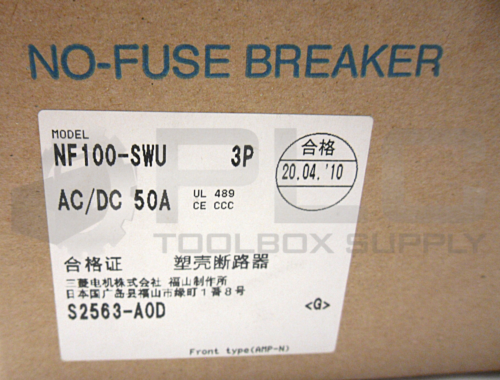 NO-FUSE BREAKER
MODEL
NF100-SWU 3P
合格
20.04.'10
AC/DC 50A
UL 489
CE CCC
PLC
TOOLBOX SUPPLY
合格证 塑壳断路器
三菱电机株式会社 福山制作所
日本国广岛县福山市緑町1番8号
S2563-A0D <G>
Front type(AMP-N)